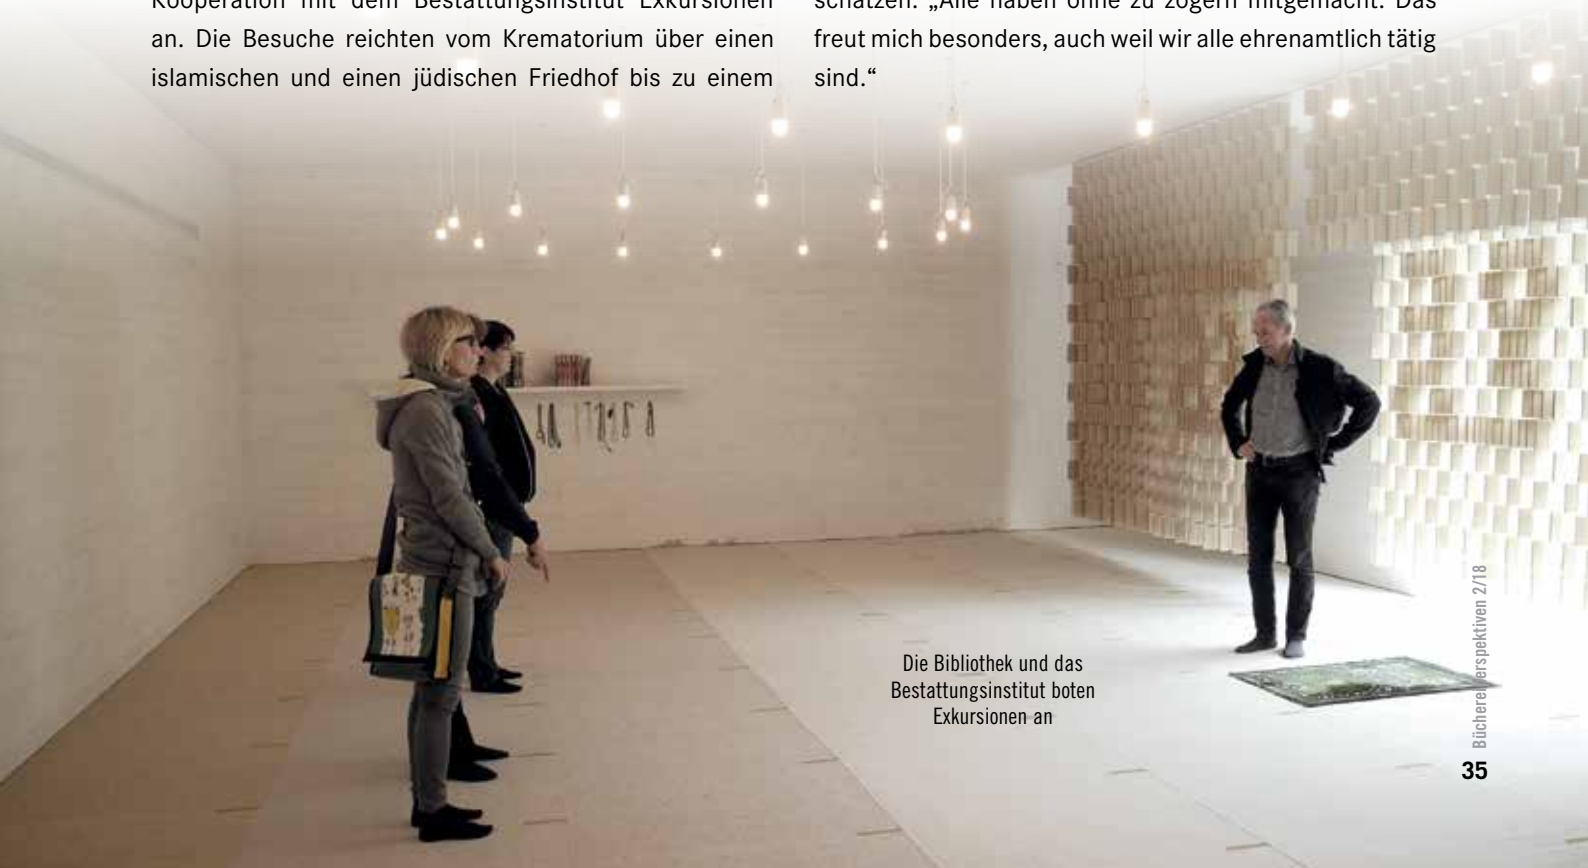 Kooperation mit dem Bestattungsinstitut Exkursionen
an. Die Besuche reichten vom Krematorium über einen
islamischen und einen jüdischen Friedhof bis zu einem
schätzen: „Alle haben ohne zu zögern mitgemacht. Das
freut mich besonders, auch weil wir alle ehrenamtlich tätig
sind.“
Die Bibliothek und das
Bestattungsinstitut boten
Exkursionen an
Büchereiperspektiven 2/18
35